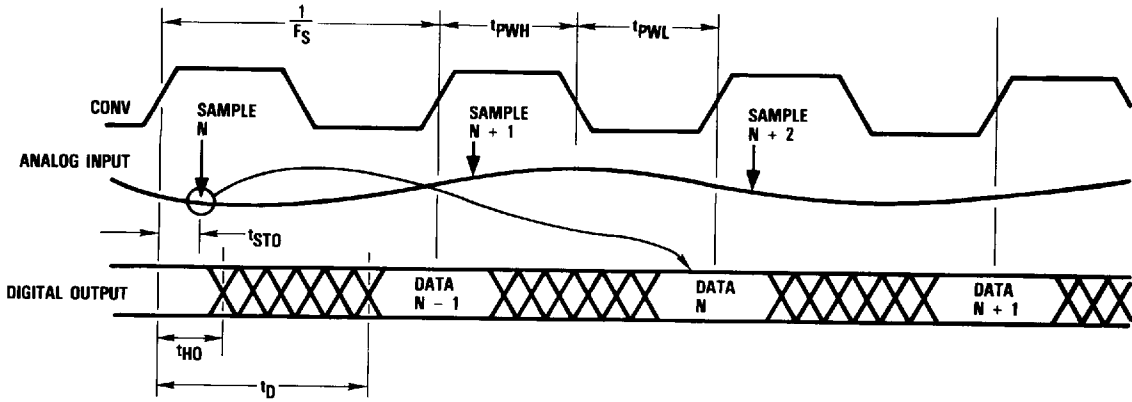 1
F_S
t_PWH
t_PWL
CONV
SAMPLE
N
SAMPLE
N + 1
SAMPLE
N + 2
ANALOG INPUT
t_STO
DIGITAL OUTPUT
DATA
N – 1
DATA
N
DATA
N + 1
t_HO
t_D